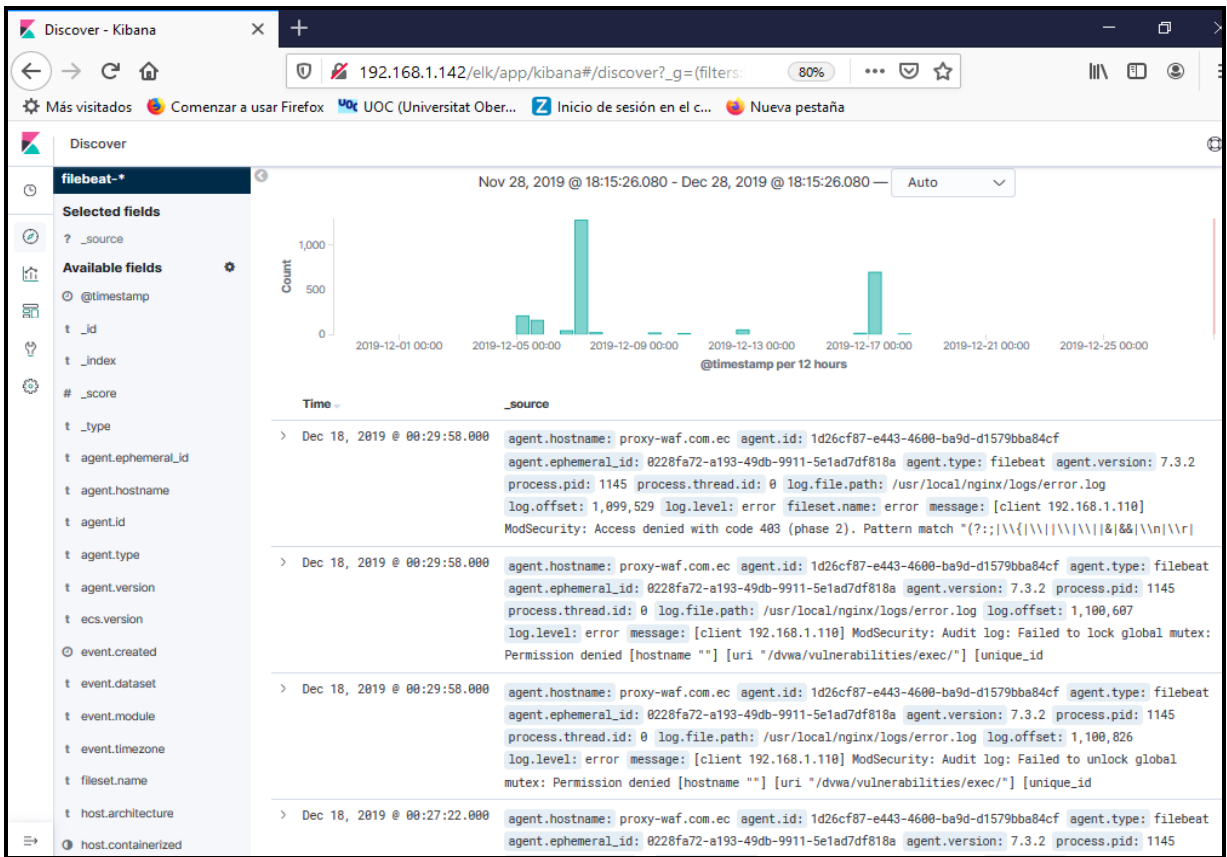 Discover - Kibana
192.168.1.142/elk/app/kibana#/discover?_g=(filters: 80%
Más visitados Comenzar a usar Firefox UOC UOC (Universitat Ober... Z Inicio de sesión en el c... Nueva pestaña
Discover
filebeat-*
Nov 28, 2019 @ 18:15:26.080 - Dec 28, 2019 @ 18:15:26.080 — Auto
Selected fields
? _source
Available fields
@timestamp
t _id
t _index
# _score
t _type
t agent.ephemeral_id
t agent.hostname
t agent.id
t agent.type
t agent.version
t ecs.version
event.created
t event.dataset
t event.module
t event.timezone
t fileset.name
t host.architecture
host.containerized
Count
1,000
500
0
2019-12-01 00:00 2019-12-05 00:00 2019-12-09 00:00 2019-12-13 00:00 2019-12-17 00:00 2019-12-21 00:00 2019-12-25 00:00
@timestamp per 12 hours
Time _source
Dec 18, 2019 @ 00:29:58.000 agent.hostname: proxy-waf.com.ec agent.id: 1d26cf87-e443-4600-ba9d-d1579bba84cf
agent.ephemeral_id: 0228fa72-a193-49db-9911-5e1ad7df818a agent.type: filebeat agent.version: 7.3.2
process.pid: 1145 process.thread.id: 0 log.file.path: /usr/local/nginx/logs/error.log
log.offset: 1,099,529 log.level: error fileset.name: error message: [client 192.168.1.110]
ModSecurity: Access denied with code 403 (phase 2). Pattern match "(?:;|\\{|\\||\\|\\||&|&&|\\n|\\r|
Dec 18, 2019 @ 00:29:58.000 agent.hostname: proxy-waf.com.ec agent.id: 1d26cf87-e443-4600-ba9d-d1579bba84cf agent.type: filebeat
agent.ephemeral_id: 0228fa72-a193-49db-9911-5e1ad7df818a agent.version: 7.3.2 process.pid: 1145
process.thread.id: 0 log.file.path: /usr/local/nginx/logs/error.log log.offset: 1,100,607
log.level: error message: [client 192.168.1.110] ModSecurity: Audit log: Failed to lock global mutex:
Permission denied [hostname ""] [uri "/dvwa/vulnerabilities/exec/"] [unique_id
Dec 18, 2019 @ 00:29:58.000 agent.hostname: proxy-waf.com.ec agent.id: 1d26cf87-e443-4600-ba9d-d1579bba84cf agent.type: filebeat
agent.ephemeral_id: 0228fa72-a193-49db-9911-5e1ad7df818a agent.version: 7.3.2 process.pid: 1145
process.thread.id: 0 log.file.path: /usr/local/nginx/logs/error.log log.offset: 1,100,826
log.level: error message: [client 192.168.1.110] ModSecurity: Audit log: Failed to unlock global
mutex: Permission denied [hostname ""] [uri "/dvwa/vulnerabilities/exec/"] [unique_id
Dec 18, 2019 @ 00:27:22.000 agent.hostname: proxy-waf.com.ec agent.id: 1d26cf87-e443-4600-ba9d-d1579bba84cf agent.type: filebeat
agent.ephemeral_id: 0228fa72-a193-49db-9911-5e1ad7df818a agent.version: 7.3.2 process.pid: 1145